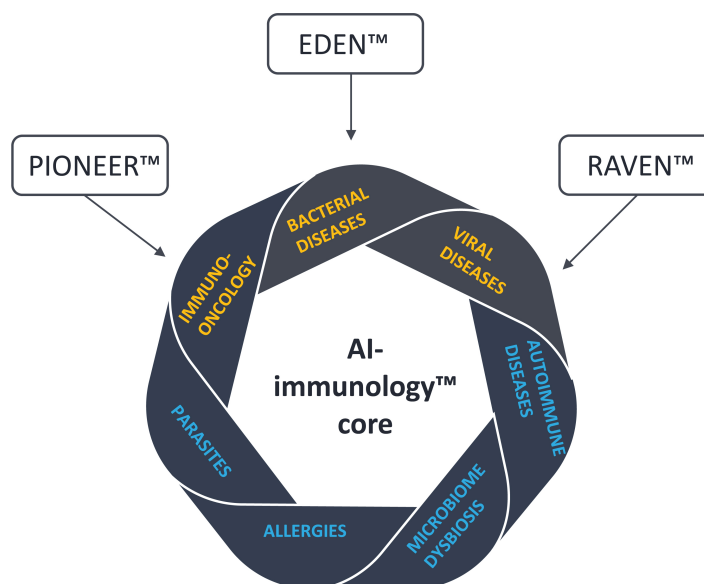 EDEN™
PIONEER™
RAVEN™
BACTERIAL
DISEASES
VIRAL
DISEASES
IMMUNO-
ONCOLOGY
AI-
immunology™
core
AUTOIMMUNE
DISEASES
PARASITES
MICROBIOME
DYSBIOSIS
ALLERGIES